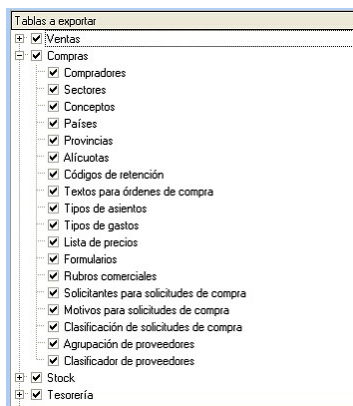 Tablas a exportar
Ventas
Compras
Compradores
Sectores
Conceptos
Países
Provincias
Alícuotas
Códigos de retención
Textos para órdenes de compra
Tipos de asientos
Tipos de gastos
Lista de precios
Formularios
Rubros comerciales
Solicitantes para solicitudes de compra
Motivos para solicitudes de compra
Clasificación de solicitudes de compra
Agrupación de proveedores
Clasificador de proveedores
Stock
Tesorería